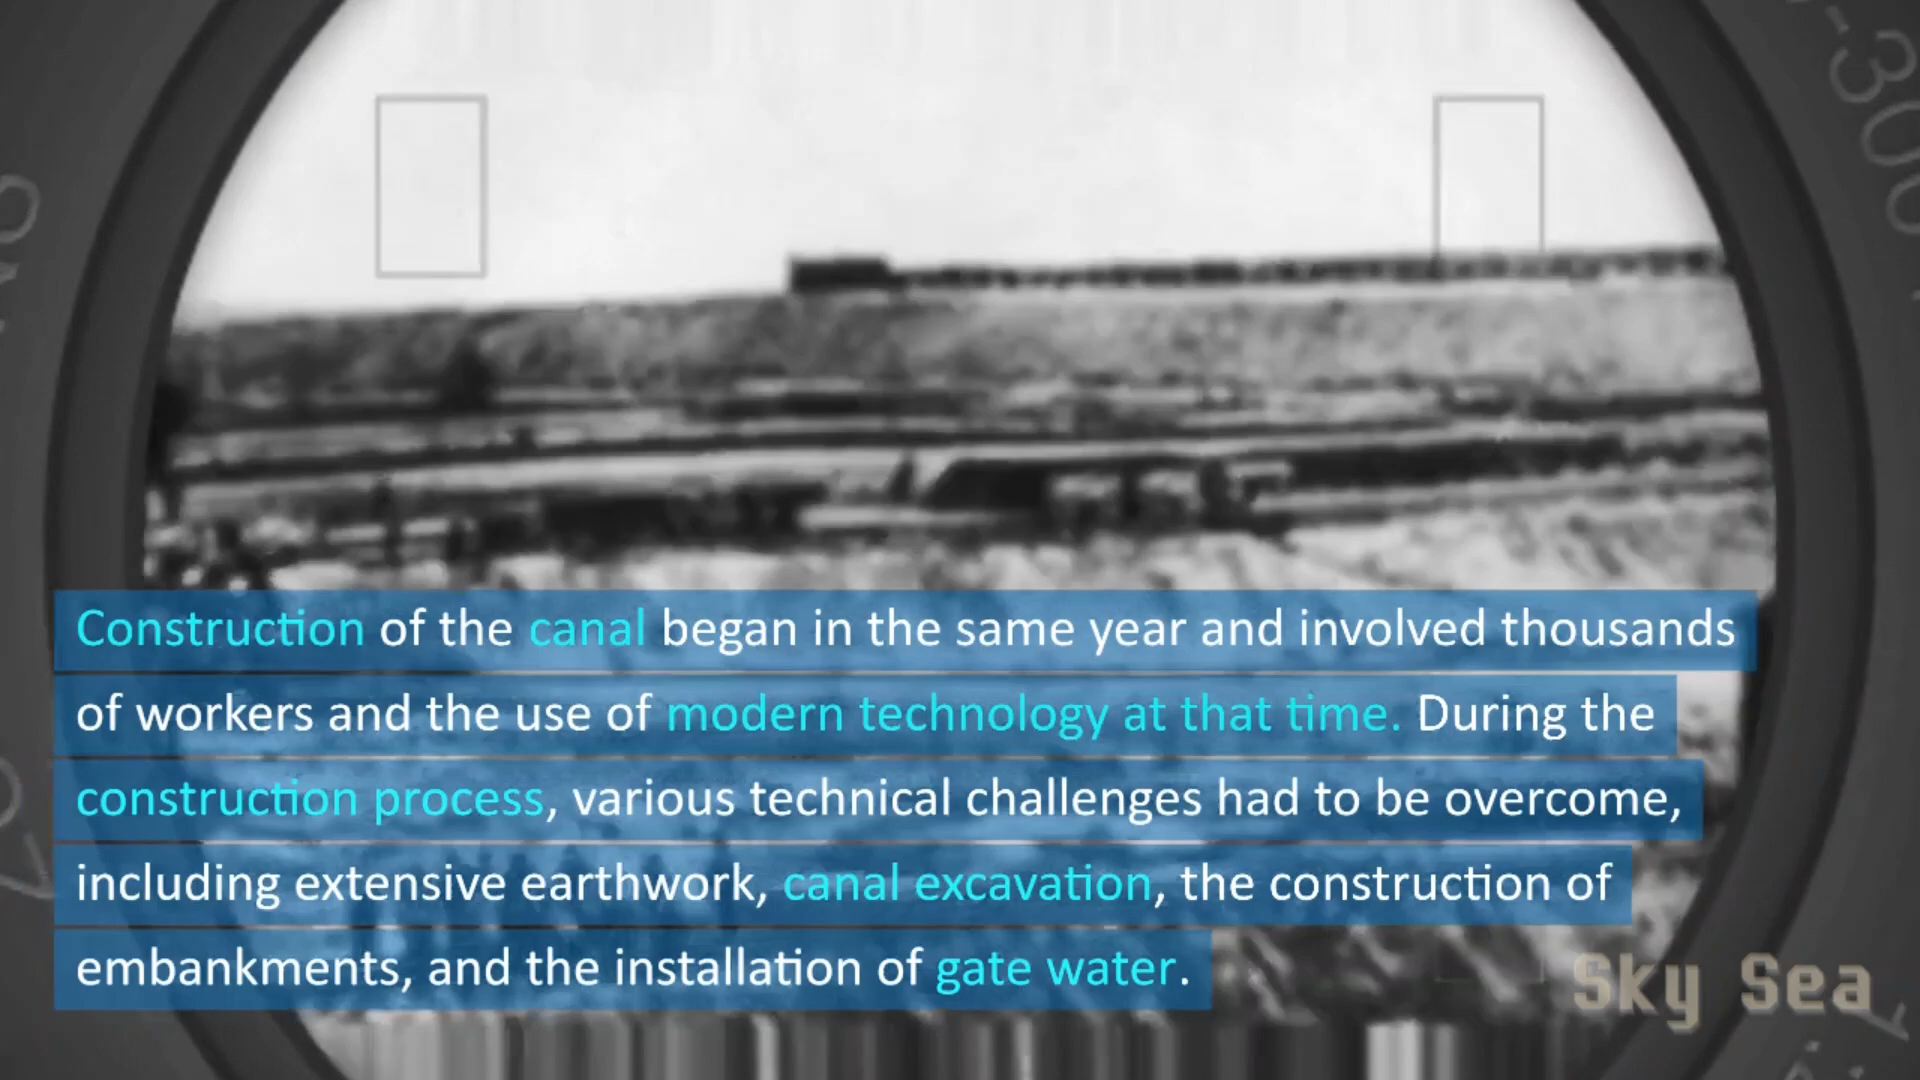 Construction of the canal began in the same year and involved thousands
of workers and the use of modern technology at that time. During the
construction process, various technical challenges had to be overcome,
including extensive earthwork, canal excavation, the construction of
embankments, and the installation of gate water.
Sky Sea
-300